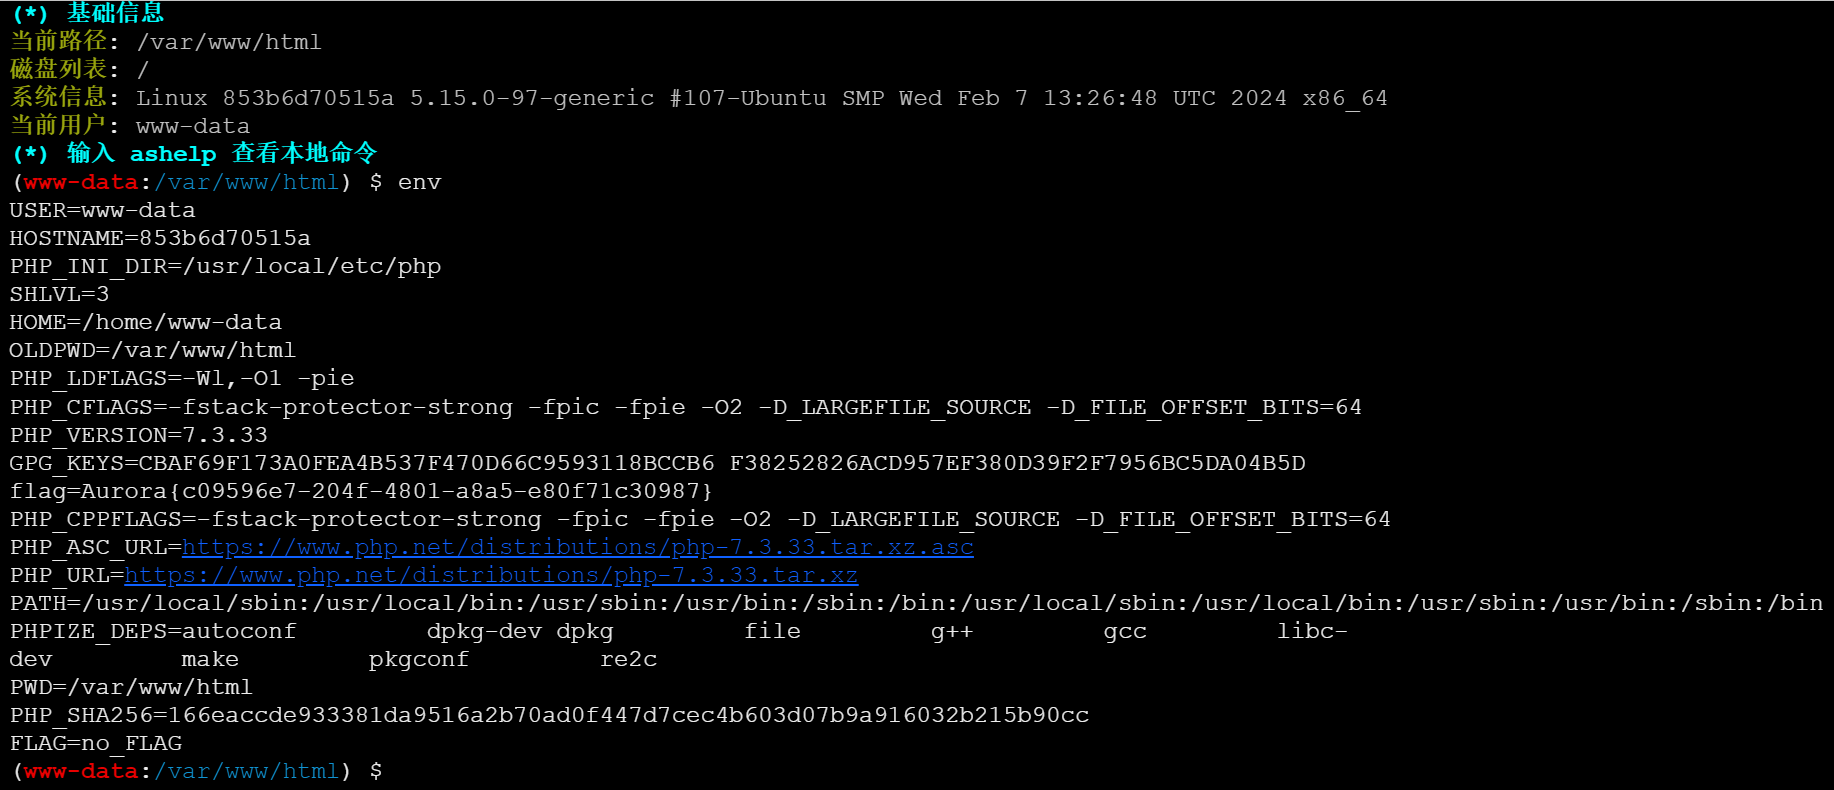 (*) 基础信息
当前路径: /var/www/html
磁盘列表: /
系统信息: Linux 853b6d70515a 5.15.0-97-generic #107-Ubuntu SMP Wed Feb 7 13:26:48 UTC 2024 x86_64
当前用户: www-data
(*) 输入 ashelp 查看本地命令
(www-data:/var/www/html) $ env
USER=www-data
HOSTNAME=853b6d70515a
PHP_INI_DIR=/usr/local/etc/php
SHLVL=3
HOME=/home/www-data
OLDPWD=/var/www/html
PHP_LDFLAGS=-Wl,-O1 -pie
PHP_CFLAGS=-fstack-protector-strong -fpic -fpie -O2 -D_LARGEFILE_SOURCE -D_FILE_OFFSET_BITS=64
PHP_VERSION=7.3.33
GPG_KEYS=CBAF69F173A0FEA4B537F470D66C9593118BCCB6 F38252826ACD957EF380D39F2F7956BC5DA04B5D
flag=Aurora{c09596e7-204f-4801-a8a5-e80f71c30987}
PHP_CPPFLAGS=-fstack-protector-strong -fpic -fpie -O2 -D_LARGEFILE_SOURCE -D_FILE_OFFSET_BITS=64
PHP_ASC_URL=https://www.php.net/distributions/php-7.3.33.tar.xz.asc
PHP_URL=https://www.php.net/distributions/php-7.3.33.tar.xz
PATH=/usr/local/sbin:/usr/local/bin:/usr/sbin:/usr/bin:/sbin:/bin:/usr/local/sbin:/usr/local/bin:/usr/sbin:/usr/bin:/sbin:/bin
PHPIZE_DEPS=autoconf         dpkg-dev dpkg         file         g++         gcc         libc-
dev         make         pkgconf         re2c
PWD=/var/www/html
PHP_SHA256=166eaccde933381da9516a2b70ad0f447d7cec4b603d07b9a916032b215b90cc
FLAG=no_FLAG
(www-data:/var/www/html) $